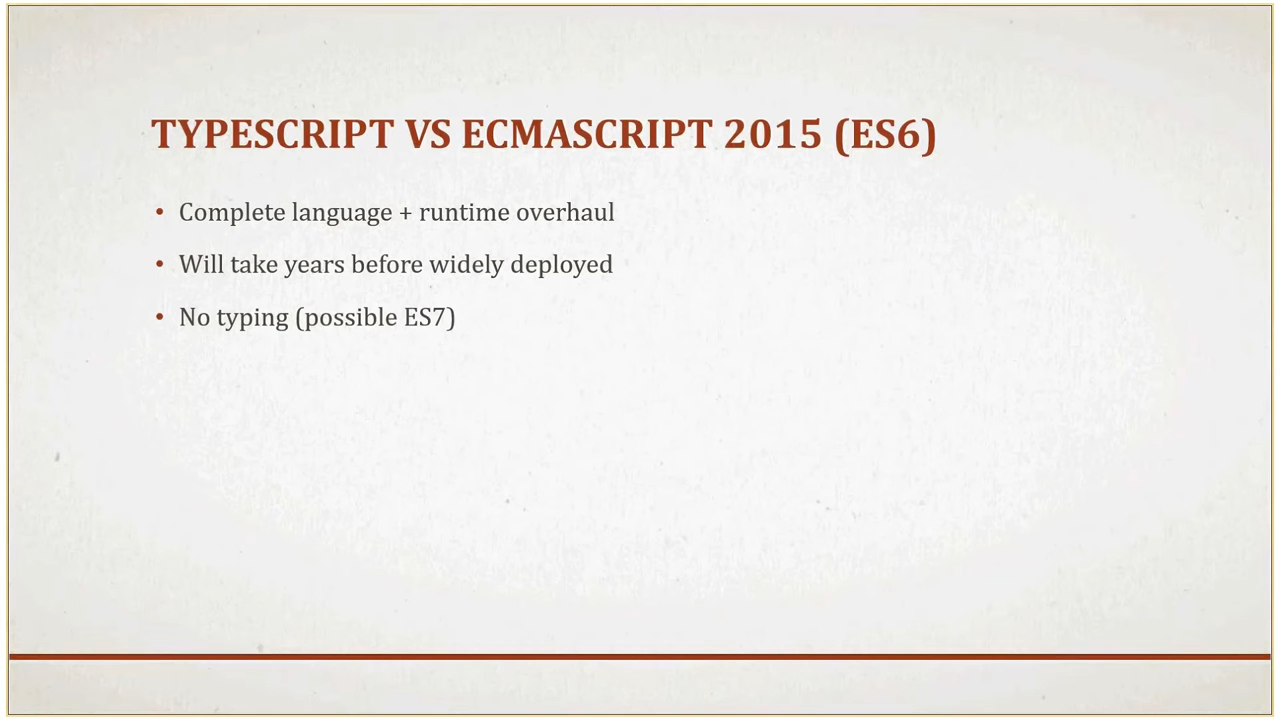 TYPESCRIPT VS ECMASCRIPT 2015 (ES6)
• Complete language + runtime overhaul
• Will take years before widely deployed
• No typing (possible ES7)